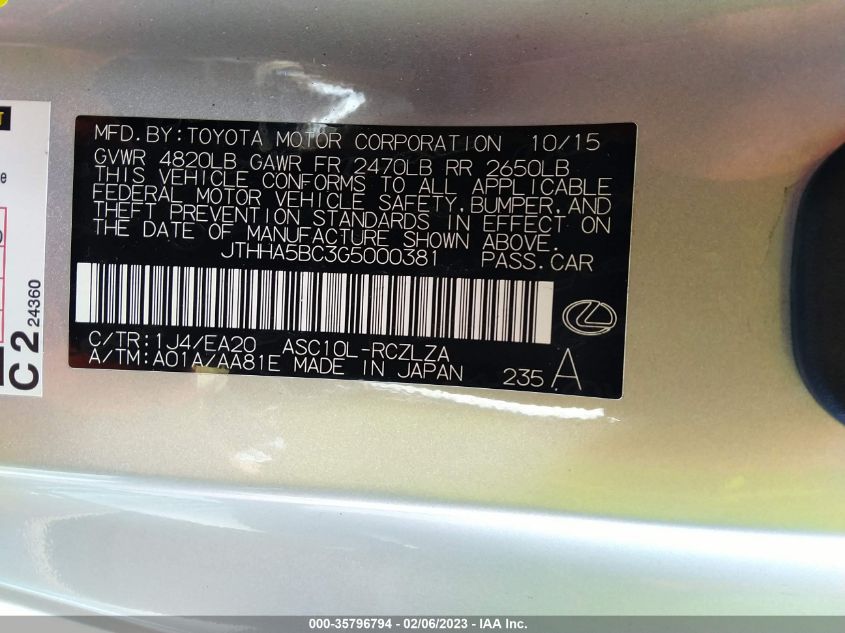 MFD.BY:TOYOTA MOTOR CORPORATION 10/15
GVWR 4820LB GAWR FR 2470LB RR 2650LB
THIS VEHICLE CONFORMS TO ALL APPLICABLE
FEDERAL MOTOR VEHICLE SAFETY,BUMPER,AND
THEFT PREVENTION STANDARDS IN EFFECT ON
THE DATE OF MANUFACTURE SHOWN ABOVE.
JTHHA5BC3G5000381 PASS.CAR
C/TR:1J4/EA20 ASC10L-RCZLZA
A/TM:A01A/AA81E MADE IN JAPAN 235 A
C2 24360
000-35796794 - 02/06/2023 - IAA Inc.